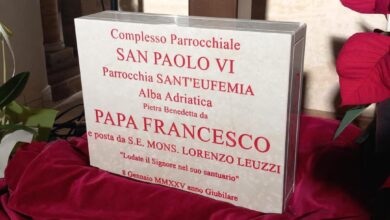 Complesso Parrocchiale
SAN PAOLO VI
Parrocchia SANT'EUFEMIA
Alba Adriatica
Pietra Benedetta da
PAPA FRANCESCO
e posta da S.E. MONS. LORENZO LEUZZI
"Lodate il Signore nel suo santuario"
8 Gennaio MMXXV anno Giubilare